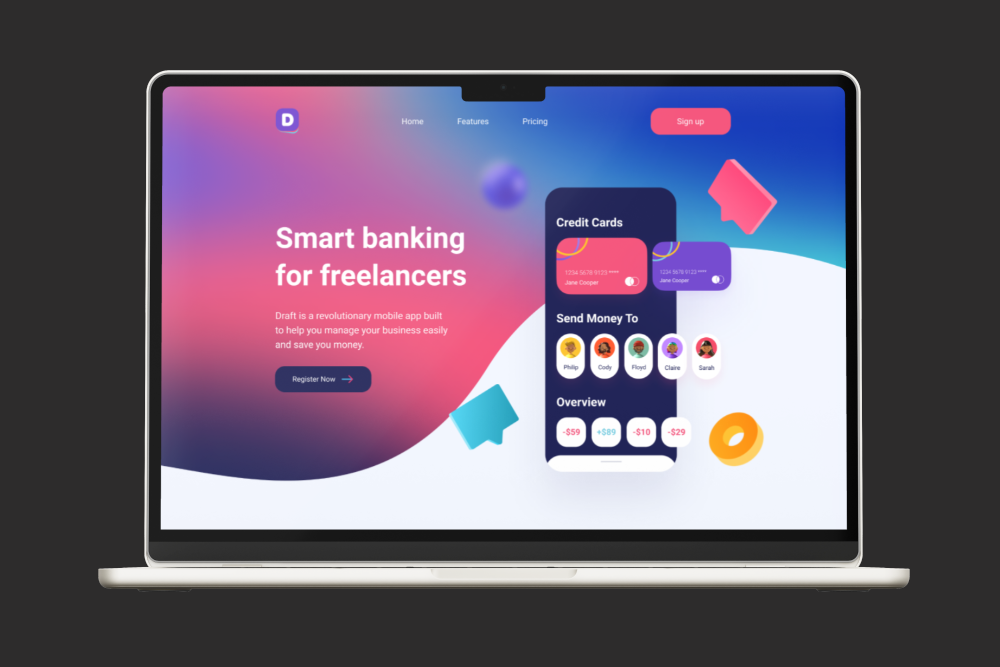 D
Home
Features
Pricing
Sign up
Smart banking
for freelancers
Draft is a revolutionary mobile app built
to help you manage your business easily
and save you money.
Register Now
Credit Cards
1234 5678 9123 ****
Jane Cooper
1234 5678 9123 ****
Jane Cooper
Send Money To
Philip
Cody
Floyd
Claire
Sarah
Overview
-$59
+$89
-$10
-$29